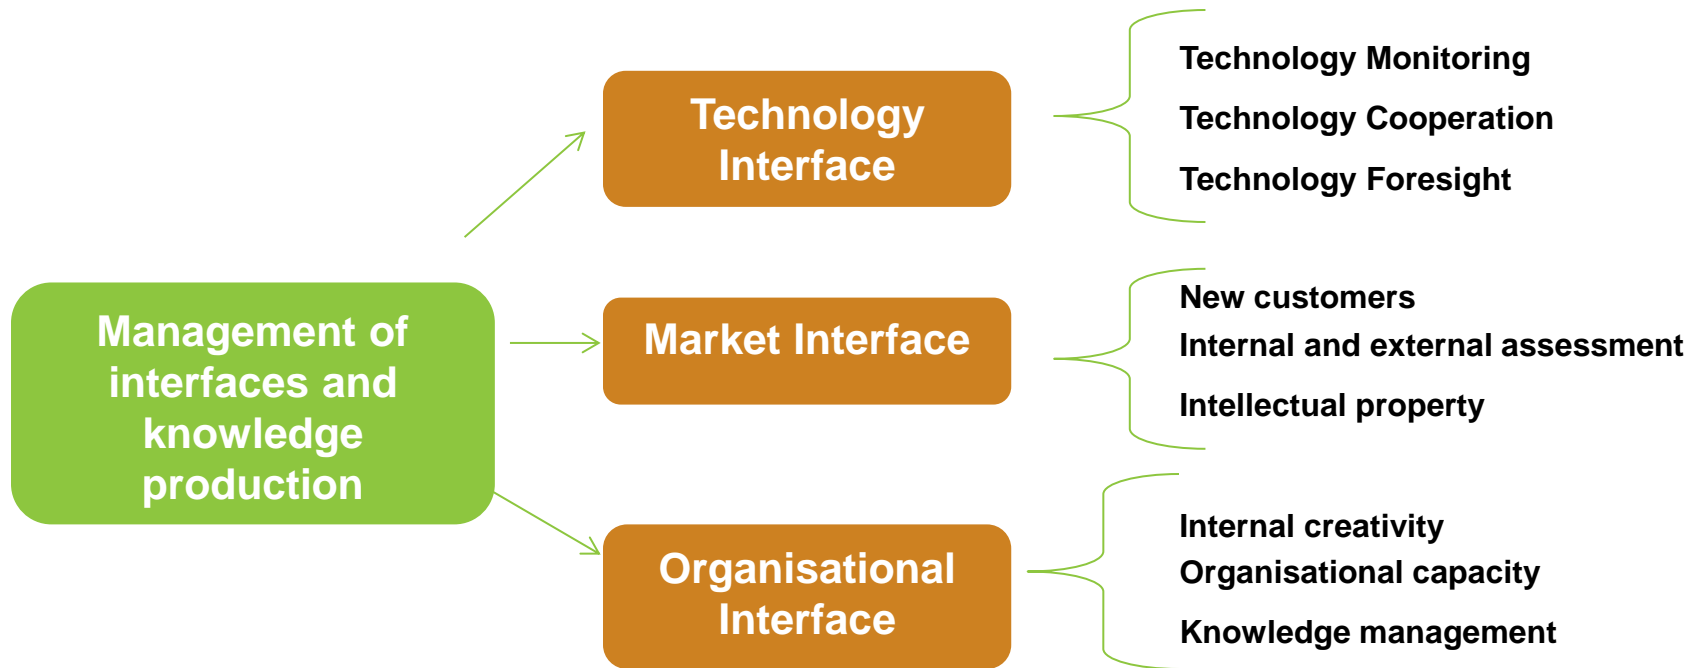 Technology Monitoring
Technology
Interface
Technology Cooperation
Technology Foresight
Management of
interfaces and
knowledge
production
Market Interface
New customers
Internal and external assessment
Intellectual property
Organisational
Interface
Internal creativity
Organisational capacity
Knowledge management